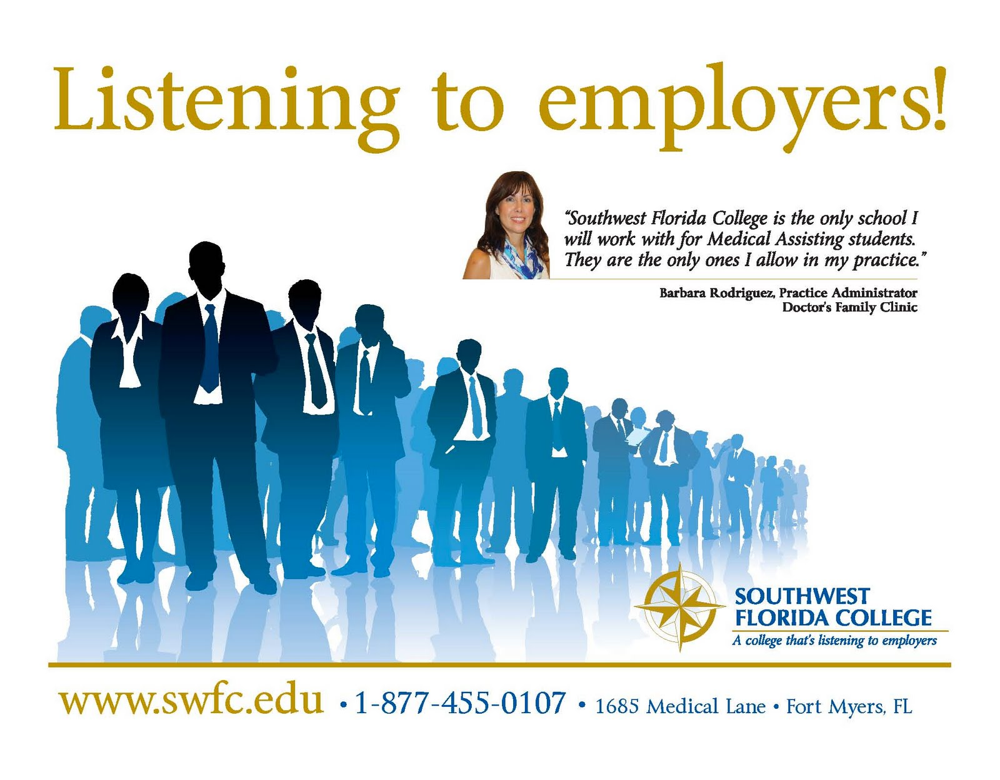 Listening to employers!
“Southwest Florida College is the only school I
will work with for Medical Assisting students.
They are the only ones I allow in my practice.”
Barbara Rodriguez, Practice Administrator
Doctor’s Family Clinic
SOUTHWEST
FLORIDA COLLEGE
A college that’s listening to employers
www.swfc.edu • 1-877-455-0107 • 1685 Medical Lane • Fort Myers, FL